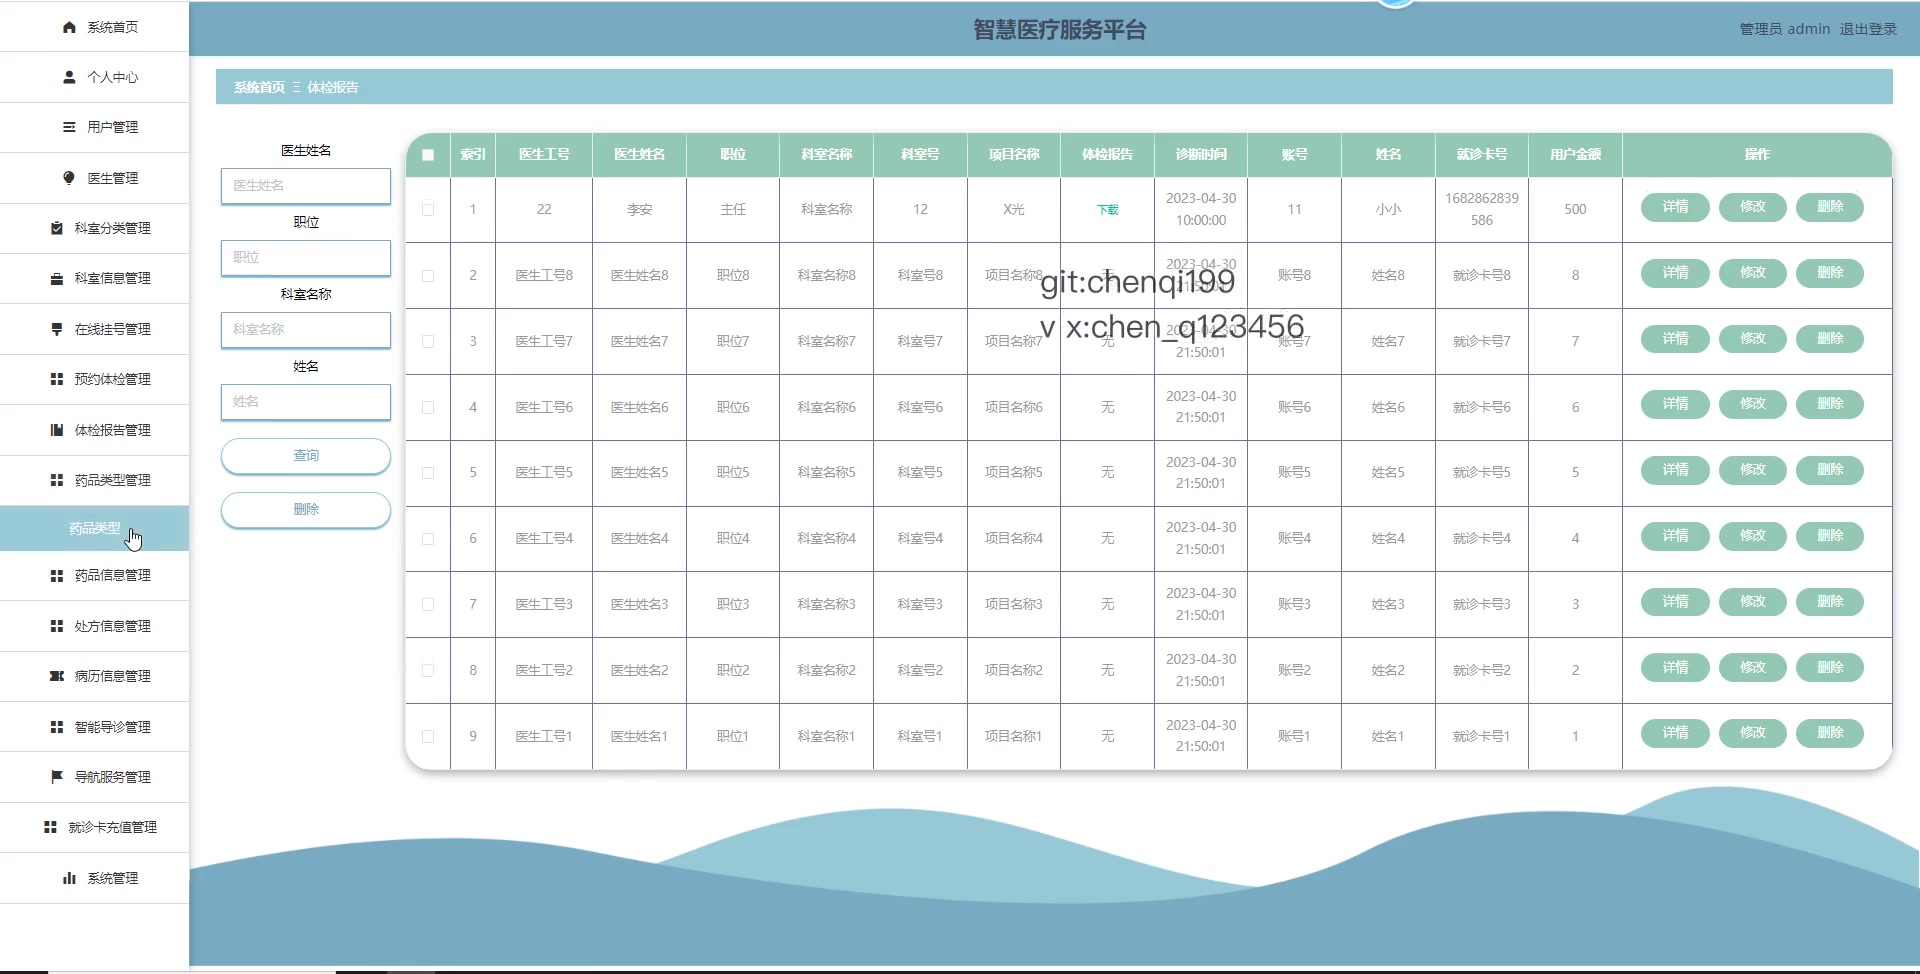 智慧医疗服务平台
管理员 admin 退出登录
系统首页
个人中心
用户管理
医生管理
科室分类管理
科室信息管理
在线挂号管理
预约体检管理
体检报告管理
药品类型管理
药品类型
药品信息管理
处方信息管理
病历信息管理
智能导诊管理
导航服务管理
就诊卡充值管理
系统管理
系统首页 Ξ 体检报告
医生姓名
医生姓名
职位
职位
科室名称
科室名称
姓名
姓名
查询
删除
索引 医生工号 医生姓名 职位 科室名称 科室号 项目名称 体检报告 诊断时间 账号 姓名 就诊卡号 用户金额 操作
1 22 李安 主任 科室名称 12 X光 下载 2023-04-30 10:00:00 11 小小 1682862839586 500 详情 修改 删除
2 医生工号8 医生姓名8 职位8 科室名称8 科室号8 项目名称8 2023-04-30 账号8 姓名8 就诊卡号8 8 详情 修改 删除
git:chenqi199
v x:chen_q123456
3 医生工号7 医生姓名7 职位7 科室名称7 科室号7 项目名称7 无 2023-04-30 21:50:01 账号7 姓名7 就诊卡号7 7 详情 修改 删除
4 医生工号6 医生姓名6 职位6 科室名称6 科室号6 项目名称6 无 2023-04-30 21:50:01 账号6 姓名6 就诊卡号6 6 详情 修改 删除
5 医生工号5 医生姓名5 职位5 科室名称5 科室号5 项目名称5 无 2023-04-30 21:50:01 账号5 姓名5 就诊卡号5 5 详情 修改 删除
6 医生工号4 医生姓名4 职位4 科室名称4 科室号4 项目名称4 无 2023-04-30 21:50:01 账号4 姓名4 就诊卡号4 4 详情 修改 删除
7 医生工号3 医生姓名3 职位3 科室名称3 科室号3 项目名称3 无 2023-04-30 21:50:01 账号3 姓名3 就诊卡号3 3 详情 修改 删除
8 医生工号2 医生姓名2 职位2 科室名称2 科室号2 项目名称2 无 2023-04-30 21:50:01 账号2 姓名2 就诊卡号2 2 详情 修改 删除
9 医生工号1 医生姓名1 职位1 科室名称1 科室号1 项目名称1 无 2023-04-30 21:50:01 账号1 姓名1 就诊卡号1 1 详情 修改 删除